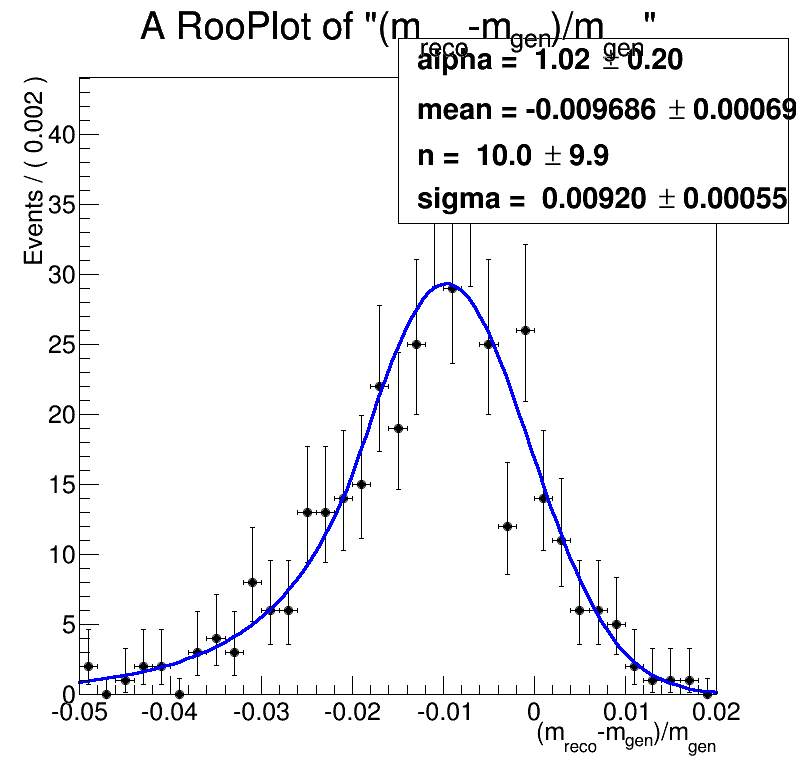 A RooPlot of "(m_reco-m_gen)/m_gen"
alpha = 1.02 ± 0.20
mean = -0.009686 ± 0.00069
n = 10.0 ± 9.9
sigma = 0.00920 ± 0.00055
Events / ( 0.002 )
40
35
30
25
20
15
10
5
0
-0.05 -0.04 -0.03 -0.02 -0.01 0 0.01 0.02
(m_reco-m_gen)/m_gen